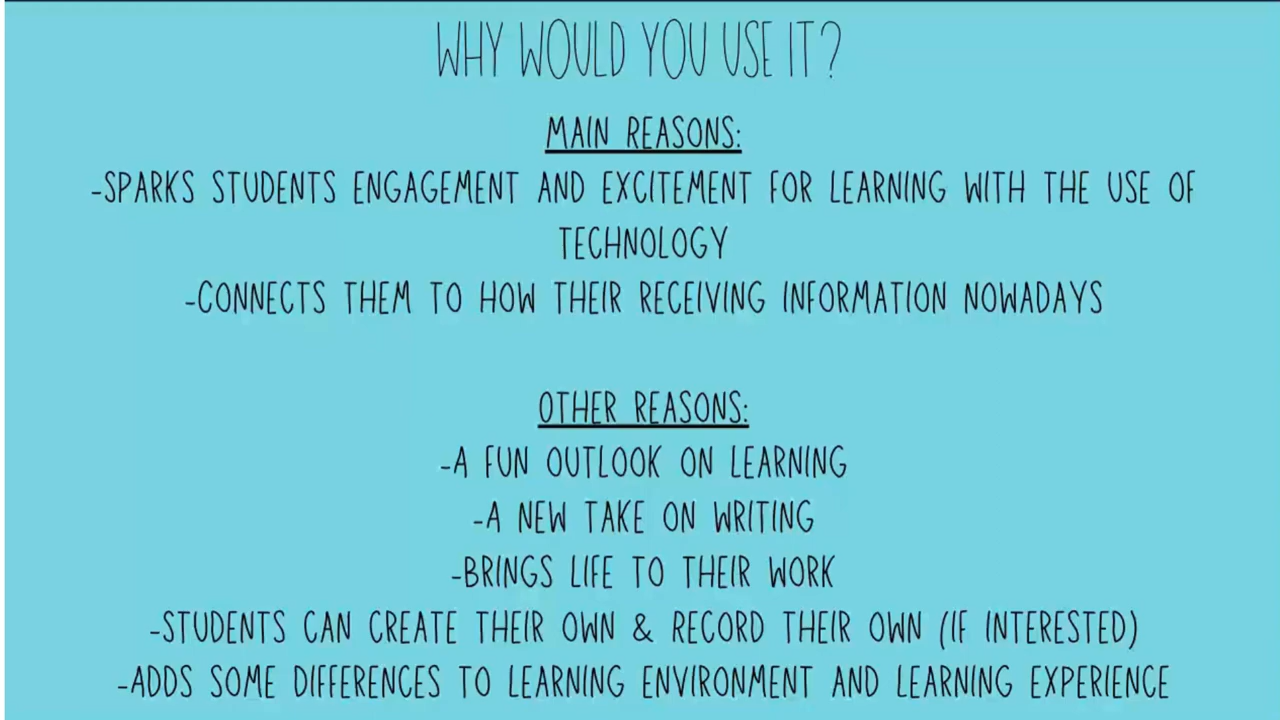 WHY WOULD YOU USE IT?
MAIN REASONS:
-SPARKS STUDENTS ENGAGEMENT AND EXCITEMENT FOR LEARNING WITH THE USE OF
TECHNOLOGY
-CONNECTS THEM TO HOW THEIR RECEIVING INFORMATION NOWADAYS
OTHER REASONS:
-A FUN OUTLOOK ON LEARNING
-A NEW TAKE ON WRITING
-BRINGS LIFE TO THEIR WORK
-STUDENTS CAN CREATE THEIR OWN & RECORD THEIR OWN (IF INTERESTED)
-ADDS SOME DIFFERENCES TO LEARNING ENVIRONMENT AND LEARNING EXPERIENCE